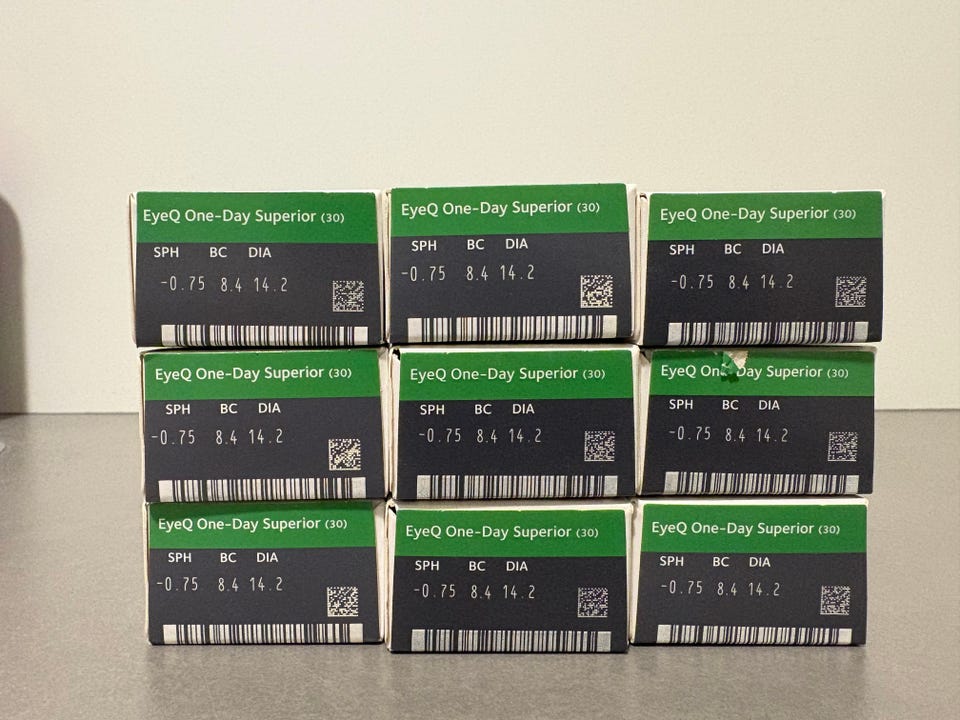 EyeQ One-Day Superior (30)
SPH BC DIA
-0.75 8.4 14.2
EyeQ One-Day Superior (30)
SPH BC DIA
-0.75 8.4 14.2
EyeQ One-Day Superior (30)
SPH BC DIA
-0.75 8.4 14.2
EyeQ One-Day Superior (30)
SPH BC DIA
-0.75 8.4 14.2
EyeQ One-Day Superior (30)
SPH BC DIA
-0.75 8.4 14.2
EyeQ One-Day Superior (30)
SPH BC DIA
-0.75 8.4 14.2
EyeQ One-Day Superior (30)
SPH BC DIA
-0.75 8.4 14.2
EyeQ One-Day Superior (30)
SPH BC DIA
-0.75 8.4 14.2
EyeQ One-Day Superior (30)
SPH BC DIA
-0.75 8.4 14.2